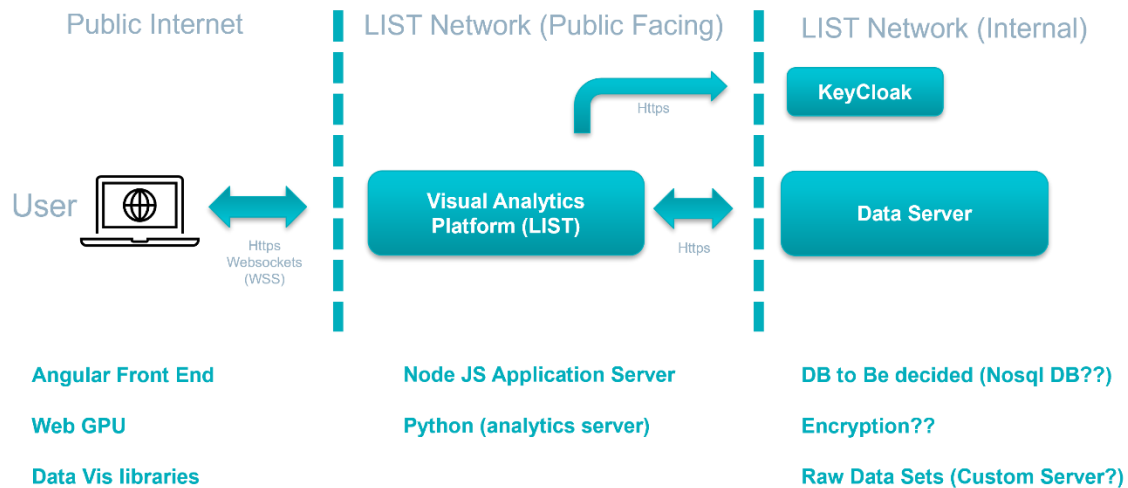 Public Internet
LIST Network (Public Facing)
LIST Network (Internal)
KeyCloak
Https
User
Visual Analytics
Platform (LIST)
Data Server
Https
Websockets
(WSS)
Https
Angular Front End
Node JS Application Server
DB to Be decided (Nosql DB??)
Web GPU
Python (analytics server)
Encryption??
Data Vis libraries
Raw Data Sets (Custom Server?)